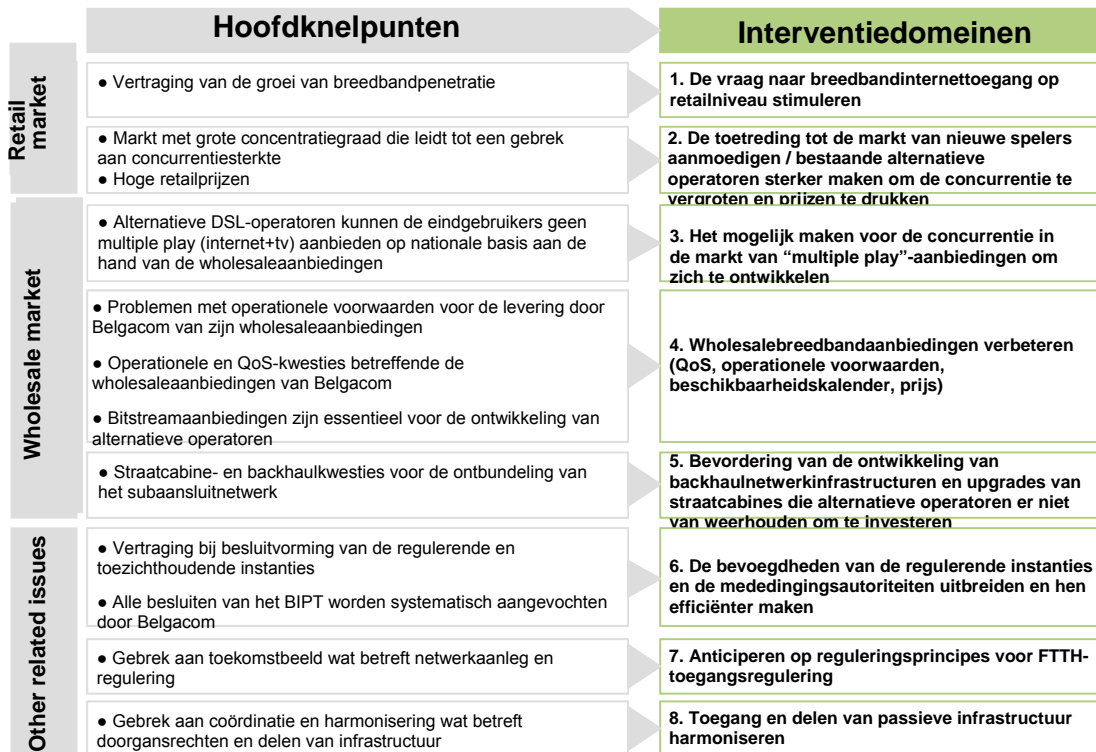 Hoofdknelpunten
Interventiedomeinen
Retail
market
● Vertraging van de groei van breedbandpenetratie
1. De vraag naar breedbandinternettoegang op
retailniveau stimuleren
● Markt met grote concentratiegraad die leidt tot een gebrek
aan concurrentiesterkte
● Hoge retailprijzen
2. De toetreding tot de markt van nieuwe spelers
aanmoedigen / bestaande alternatieve
operatoren sterker maken om de concurrentie te
vergroten en prijzen te drukken
Wholesale market
● Alternatieve DSL-operatoren kunnen de eindgebruikers geen
multiple play (internet+tv) aanbieden op nationale basis aan de
hand van de wholesaleaanbiedingen
3. Het mogelijk maken voor de concurrentie in
de markt van “multiple play”-aanbiedingen om
zich te ontwikkelen
● Problemen met operationele voorwaarden voor de levering door
Belgacom van zijn wholesaleaanbiedingen
● Operationele en QoS-kwesties betreffende de
wholesaleaanbiedingen van Belgacom
● Bitstreamaanbiedingen zijn essentieel voor de ontwikkeling van
alternatieve operatoren
4. Wholesalebreedbandaanbiedingen verbeteren
(QoS, operationele voorwaarden,
beschikbaarheidskalender, prijs)
● Straatcabine- en backhaulkwesties voor de ontbundeling van
het subaansluitnetwerk
5. Bevordering van de ontwikkeling van
backhaulnetwerkinfrastructuren en upgrades van
straatcabines die alternatieve operatoren er niet
van weerhouden om te investeren
Other related issues
● Vertraging bij besluitvorming van de regulerende en
toezichthoudende instanties
● Alle besluiten van het BIPT worden systematisch aangevochten
door Belgacom
6. De bevoegdheden van de regulerende instanties
en de mededingingsautoriteiten uitbreiden en hen
efficiënter maken
● Gebrek aan toekomstbeeld wat betreft netwerkaanleg en
regulering
7. Anticiperen op reguleringsprincipes voor FTTH-
toegangsregulering
● Gebrek aan coördinatie en harmonisering wat betreft
doorgansrechten en delen van infrastructuur
8. Toegang en delen van passieve infrastructuur
harmoniseren